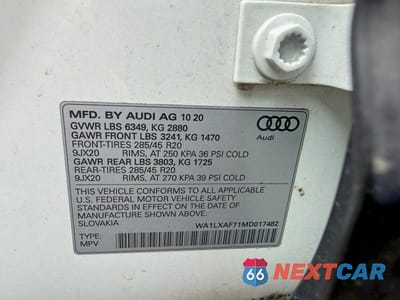 MFD. BY AUDI AG 10 20
GVWR LBS 6349, KG 2880
GAWR FRONT LBS 3241, KG 1470
FRONT-TIRES 285/45 R20
9JX20 RIMS, AT 250 KPA 36 PSI COLD
GAWR REAR LBS 3803, KG 1725
REAR-TIRES 285/45 R20
9JX20 RIMS, AT 270 KPA 39 PSI COLD
Audi
THIS VEHICLE CONFORMS TO ALL APPLICABLE
U.S. FEDERAL MOTOR VEHICLE SAFETY
STANDARDS IN EFFECT ON THE DATE OF
MANUFACTURE SHOWN ABOVE.
SLOVAKIA WA1LXAF71MD017482
TYPE:
MPV
66 NEXTCAR